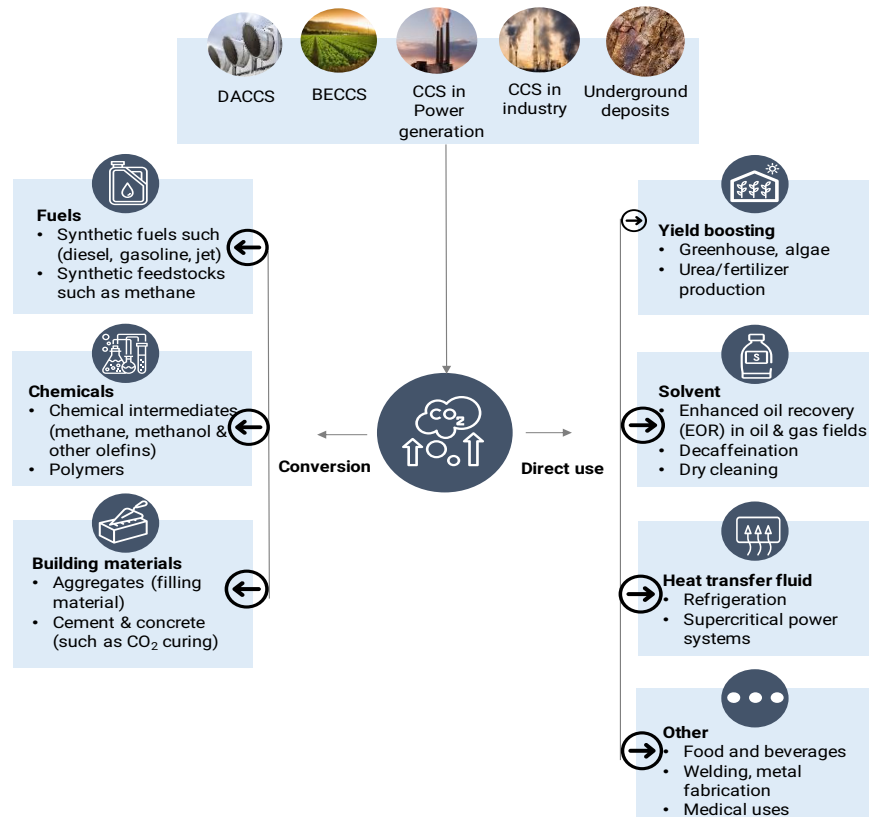 DACCS
BECCS
CCS in
Power
generation
CCS in
industry
Underground
deposits
Fuels
• Synthetic fuels such
(diesel, gasoline, jet)
• Synthetic feedstocks
such as methane
Chemicals
• Chemical intermediates
(methane, methanol &
other olefins)
• Polymers
Building materials
• Aggregates (filling
material)
• Cement & concrete
(such as CO₂ curing)
CO₂
Conversion
Direct use
Yield boosting
• Greenhouse, algae
• Urea/fertilizer
production
S
Solvent
• Enhanced oil recovery
(EOR) in oil & gas fields
• Decaffeination
• Dry cleaning
Heat transfer fluid
• Refrigeration
• Supercritical power
systems
Other
• Food and beverages
• Welding, metal
fabrication
• Medical uses